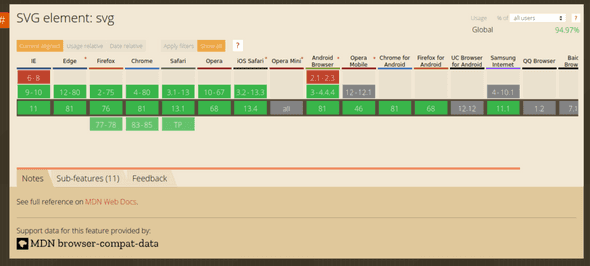 #
SVG element: svg
Usage % of all users ?
Global 94.97%
Current aligned Usage relative Date relative Apply filters Show all ?
IE Edge * Firefox Chrome Safari Opera iOS Safari * Opera Mini * Android Browser * Opera Mobile * Chrome for Android Firefox for Android UC Browser for Android Samsung Internet QQ Browser Baid Brows
6-8 2.1-2.3
9-10 12-80 2-75 4-80 3.1-13 10-67 3.2-13.3 3-4.4.4 12-12.1 4-10.1
11 81 76 81 13.1 68 13.4 all 81 46 81 68 12.12 11.1 1.2 7.1
77-78 83-85 TP
Notes Sub-features (11) Feedback
See full reference on MDN Web Docs.
Support data for this feature provided by:
MDN browser-compat-data